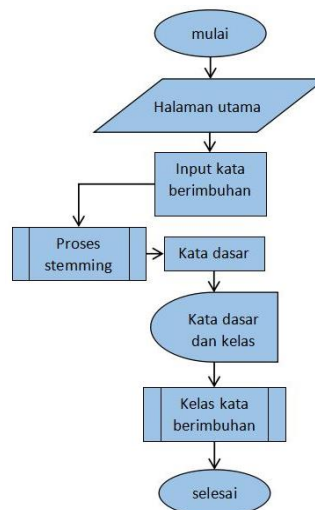 mulai
Halaman utama
Input kata
berimbuhan
Proses
stemming
Kata dasar
Kata dasar
dan kelas
Kelas kata
berimbuhan
selesai